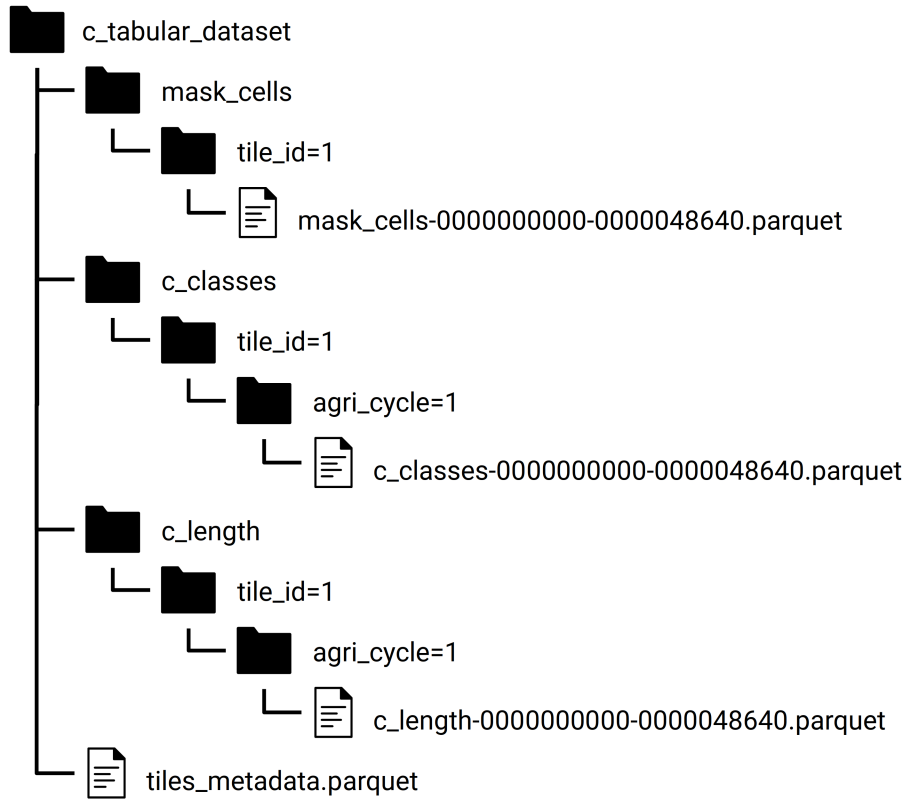 c_tabular_dataset
mask_cells
tile_id=1
mask_cells-0000000000-0000048640.parquet
c_classes
tile_id=1
agri_cycle=1
c_classes-0000000000-0000048640.parquet
c_length
tile_id=1
agri_cycle=1
c_length-0000000000-0000048640.parquet
tiles_metadata.parquet